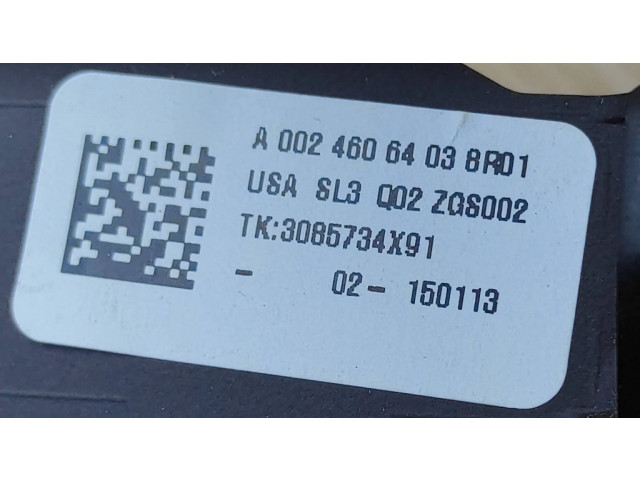 A 002 460 64 03 8R01
USA SL3 Q02 ZGS002
TK:3085734X91
- 02- 150113